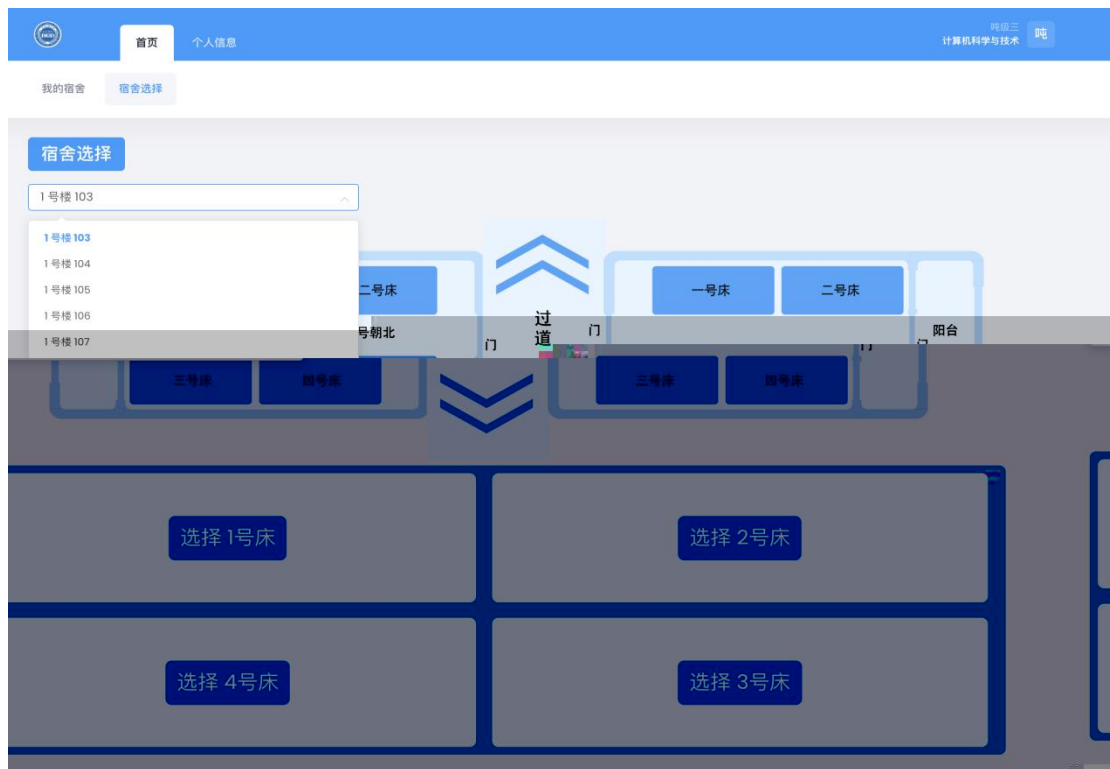 首页
个人信息
吨级三
计算机科学与技术
吨
我的宿舍
宿舍选择
宿舍选择
1号楼 103
1号楼 103
1号楼 104
1号楼 105
1号楼 106
1号楼 107
二号床
号朝北
门
过道
门
一号床
二号床
阳台
门
门
三号床
四号床
三号床
四号床
选择 1号床
选择 2号床
选择 4号床
选择 3号床